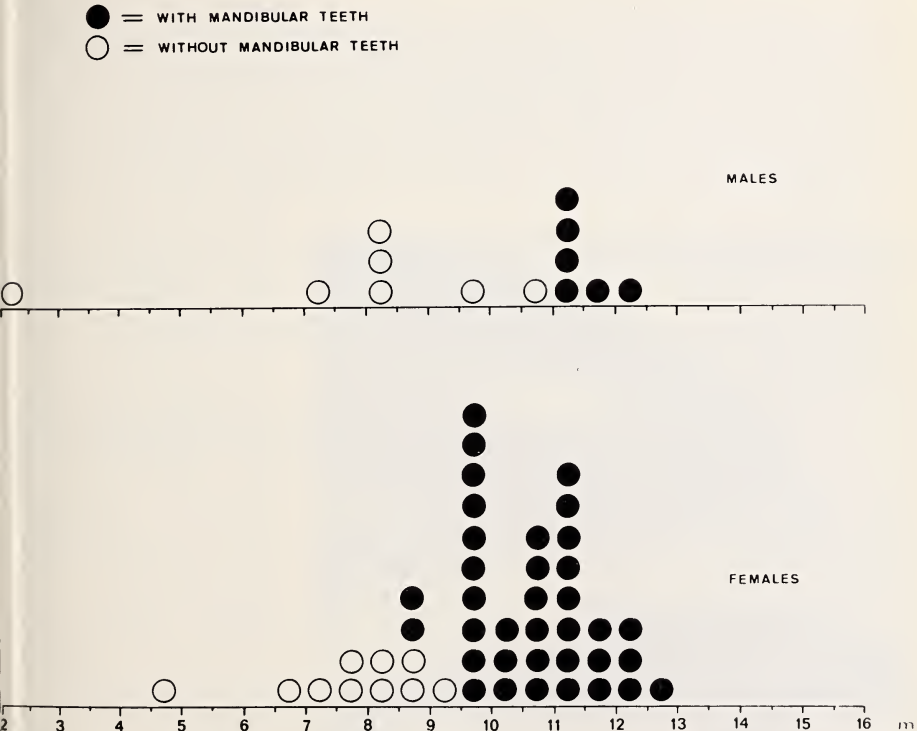 = WITH MANDIBULAR TEETH
= WITHOUT MANDIBULAR TEETH
MALES
FEMALES
2 3 4 5 6 7 8 9 10 11 12 13 14 15 16 m